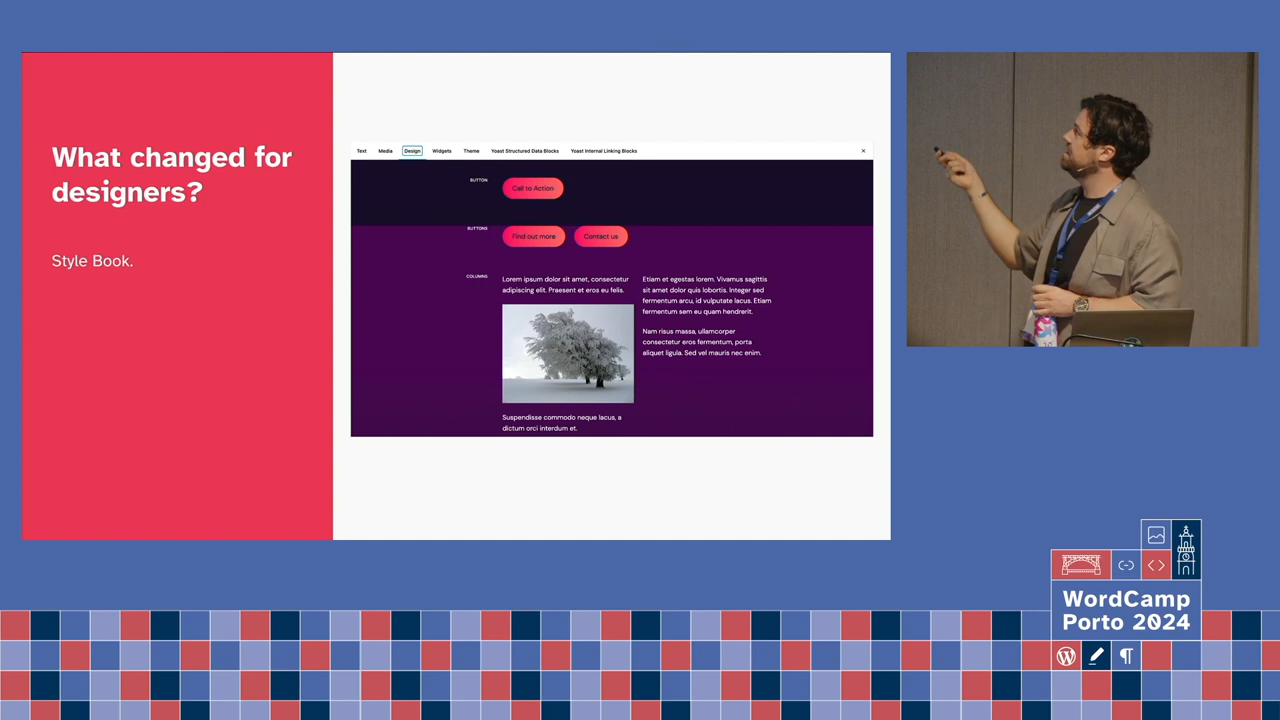 What changed for
designers?
Style Book.
Text Media Design Widgets Theme Yoast Structured Data Blocks Yoast Internal Linking Blocks
BUTTON
Call to Action
BUTTONS
Find out more
Contact us
COLUMNS
Lorem ipsum dolor sit amet, consectetur
adipiscing elit. Praesent et eros eu felis.
Suspendisse commodo neque lacus, a
dictum orci interdum et.
Etiam et egestas lorem. Vivamus sagittis
sit amet dolor quis lobortis. Integer sed
fermentum arcu, id vulputate lacus. Etiam
fermentum sem eu quam hendrerit.
Nam risus massa, ullamcorper
consectetur eros fermentum, porta
aliquet ligula. Sed vel mauris nec enim.
WordCamp
Porto 2024